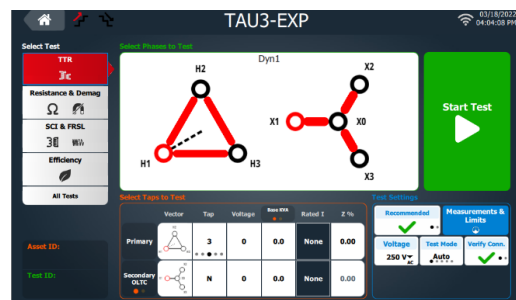 TAU3-EXP
03/18/2022
04:04:08 PM
Select Test
TTR
Resistance & Demag
Ω
SCI & FRSL
Efficiency
All Tests
Asset ID:
Test ID:
Select Phases to Test
Dyn1
H2
H1
H3
X2
X1
X0
X3
Start Test
Select Taps to Test
Vector Tap Voltage Base KVA Rated I Z %
Primary 3 0 0.0 None 0.00
Secondary
OLTC
N 0 0.0 None 0.00
Test Settings
Recommended
Measurements &
Limits
Voltage
250 V
AC
Test Mode
Auto
Verify Conn.